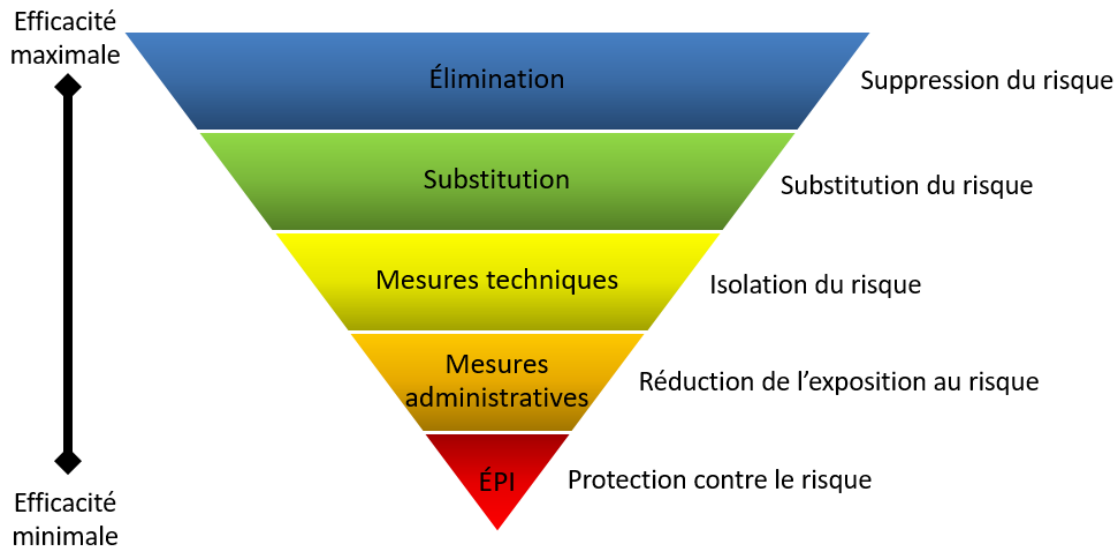 Efficacité
maximale
Élimination
Suppression du risque
Substitution
Substitution du risque
Mesures techniques
Isolation du risque
Mesures
administratives
Réduction de l’exposition au risque
ÉPI
Protection contre le risque
Efficacité
minimale